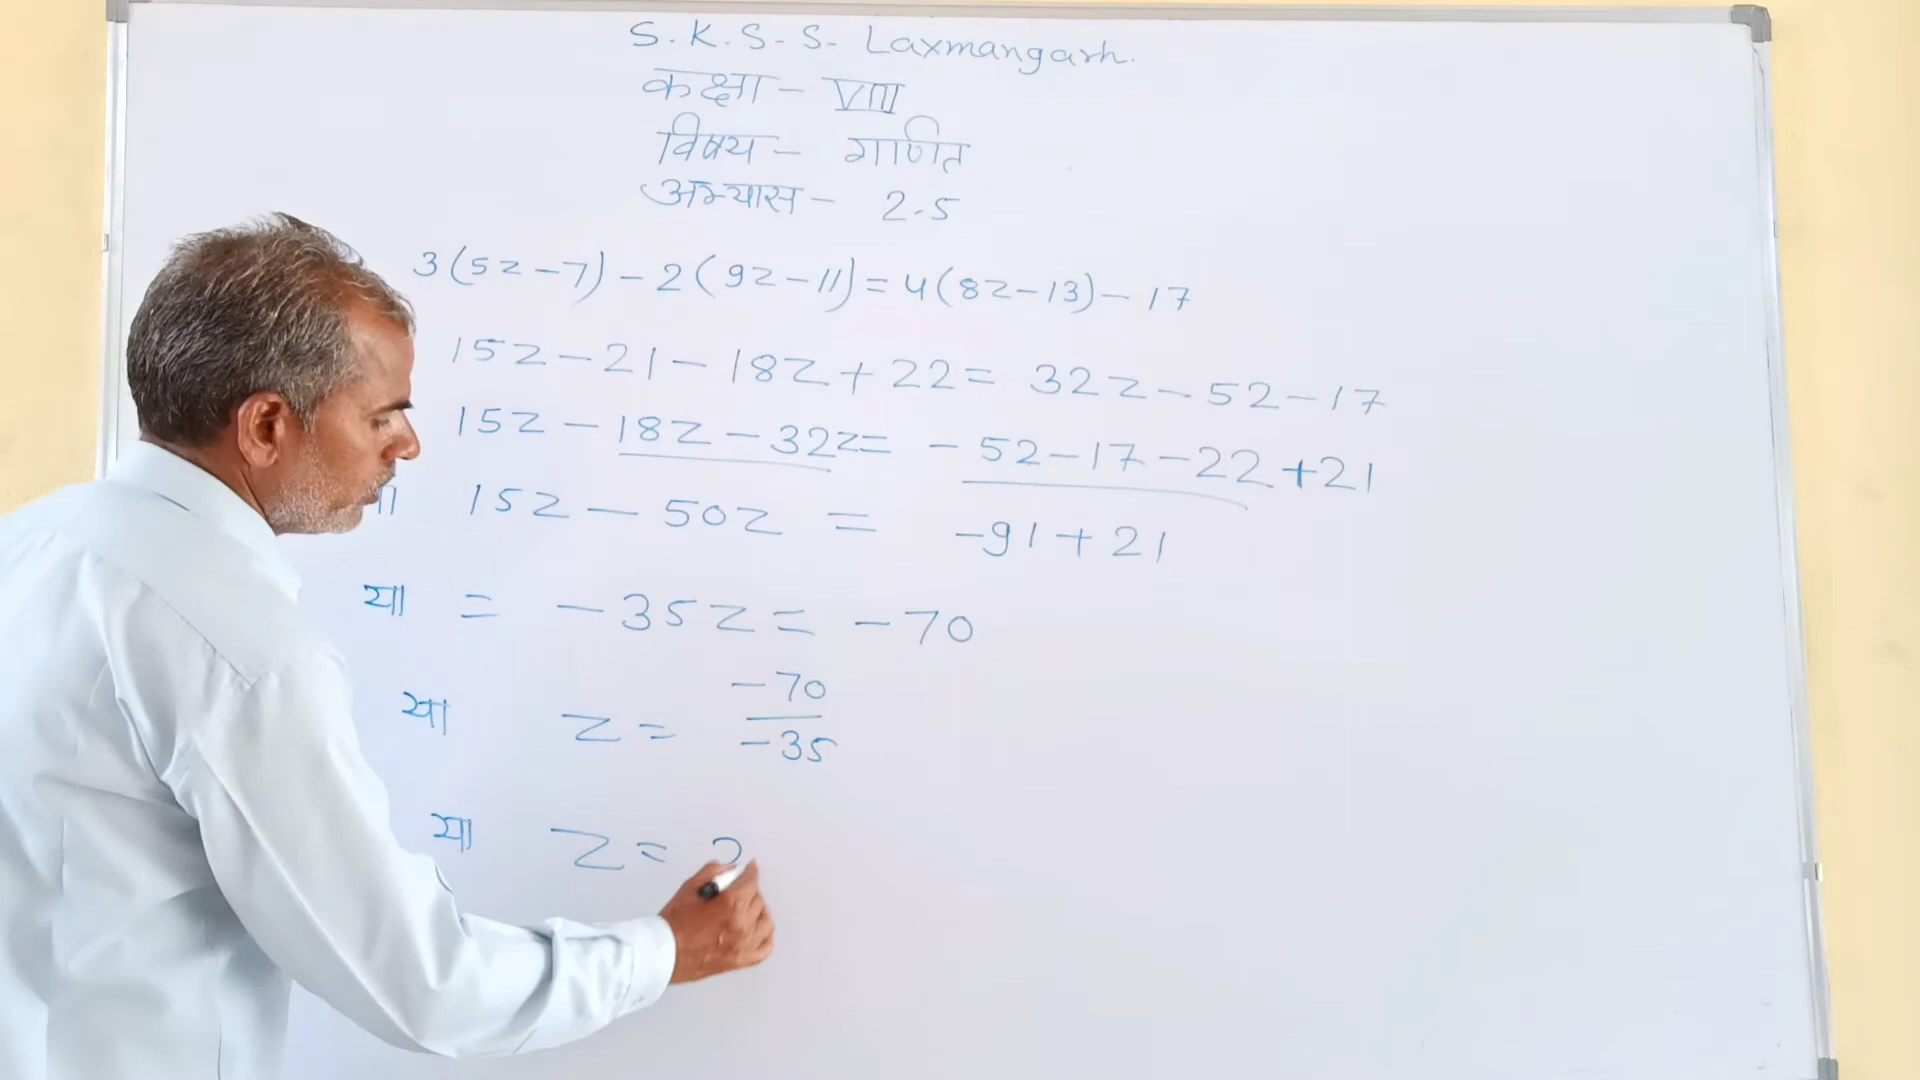 S.K.S.S. Laxmangarh.
कक्षा - VIII
विषय - गणित
अभ्यास - 2.5
3(5z-7)-2(9z-11)=4(8z-13)-17
15z-21-18z+22= 32z-52-17
15z-18z-32z= -52-17-22+21
15z-50z = -91+21
या = -35z= -70
या z= -70/-35
या z= 2